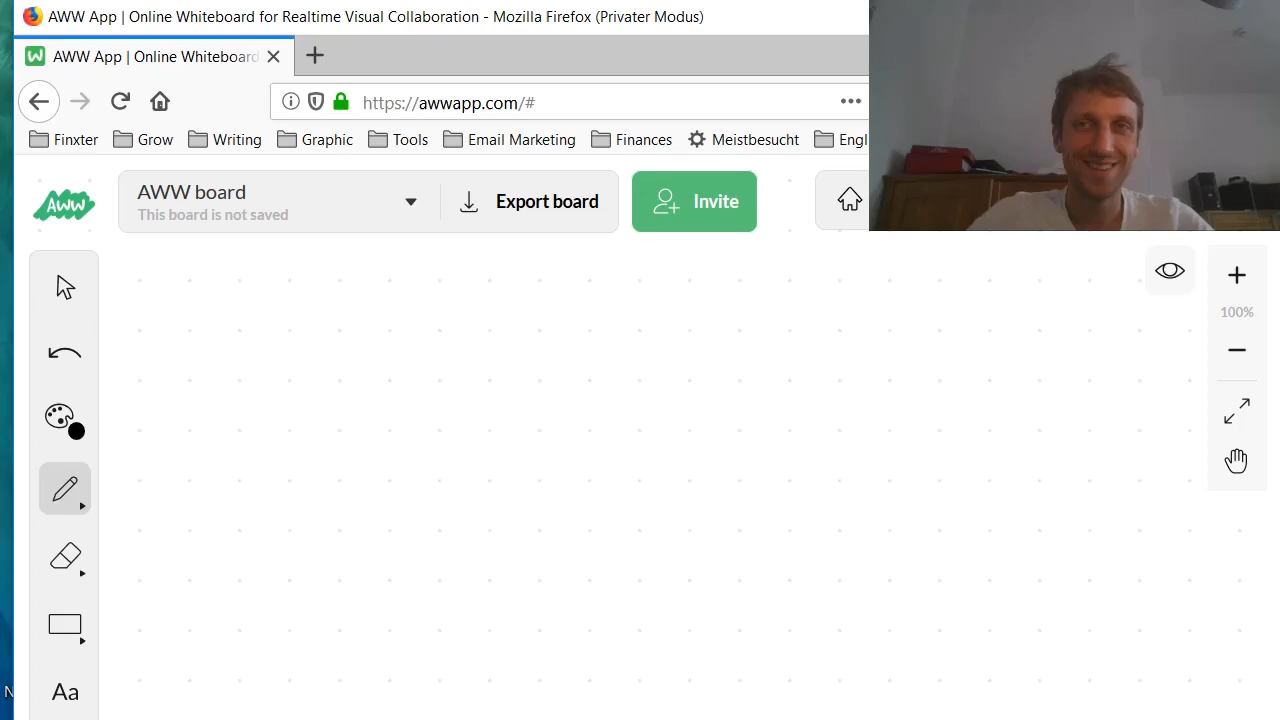 AWW App | Online Whiteboard for Realtime Visual Collaboration - Mozilla Firefox (Privater Modus)
AWW App | Online Whiteboard
https://awwapp.com/#
Finxter Grow Writing Graphic Tools Email Marketing Finances Meistbesucht Engl
AWW
AWW board
This board is not saved
Export board
Invite
100%
Aa
N